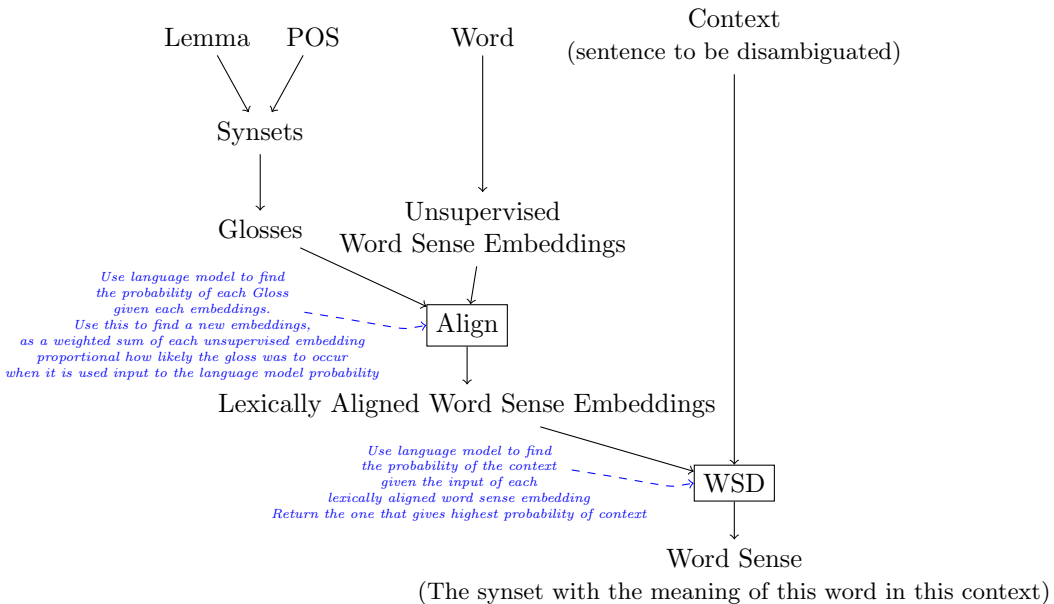 Lemma
POS
Word
Context
(sentence to be disambiguated)
Synsets
Glosses
Unsupervised
Word Sense Embeddings
Use language model to find
the probability of each Gloss
given each embeddings.
Use this to find a new embeddings,
as a weighted sum of each unsupervised embedding
proportional how likely the gloss was to occur
when it is used input to the language model probability
Align
Lexically Aligned Word Sense Embeddings
Use language model to find
the probability of the context
given the input of each
lexically aligned word sense embedding
Return the one that gives highest probability of context
WSD
Word Sense
(The synset with the meaning of this word in this context)